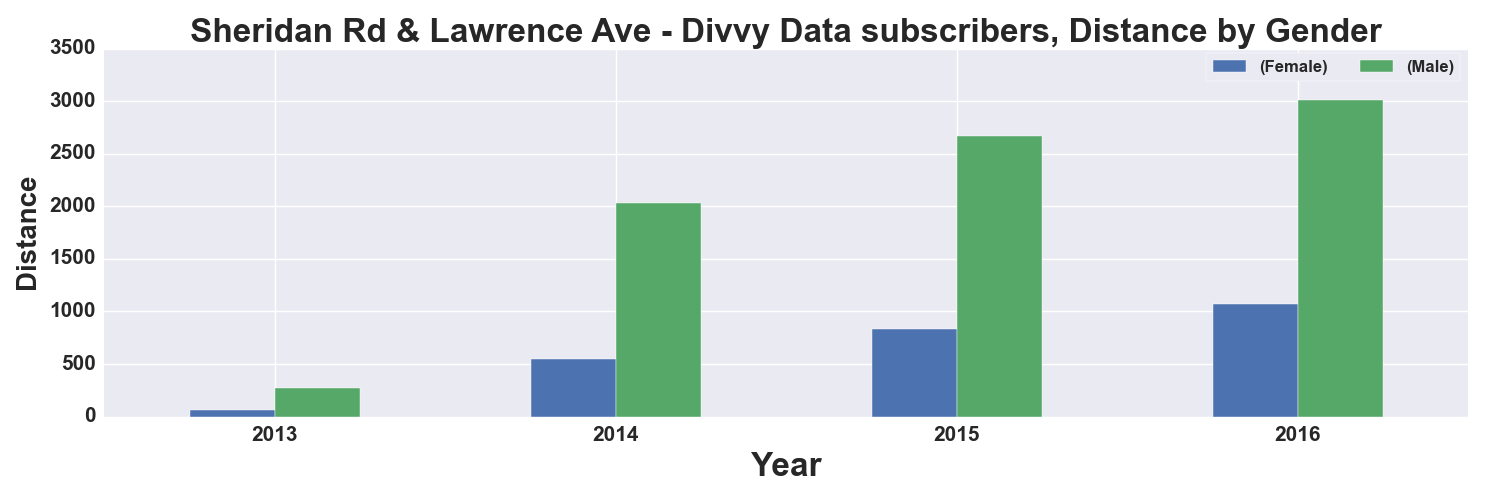 Sheridan Rd & Lawrence Ave - Divvy Data subscribers, Distance by Gender
(Female) (Male)
3500
3000
2500
2000
1500
1000
500
0
Distance
2013 2014 2015 2016
Year